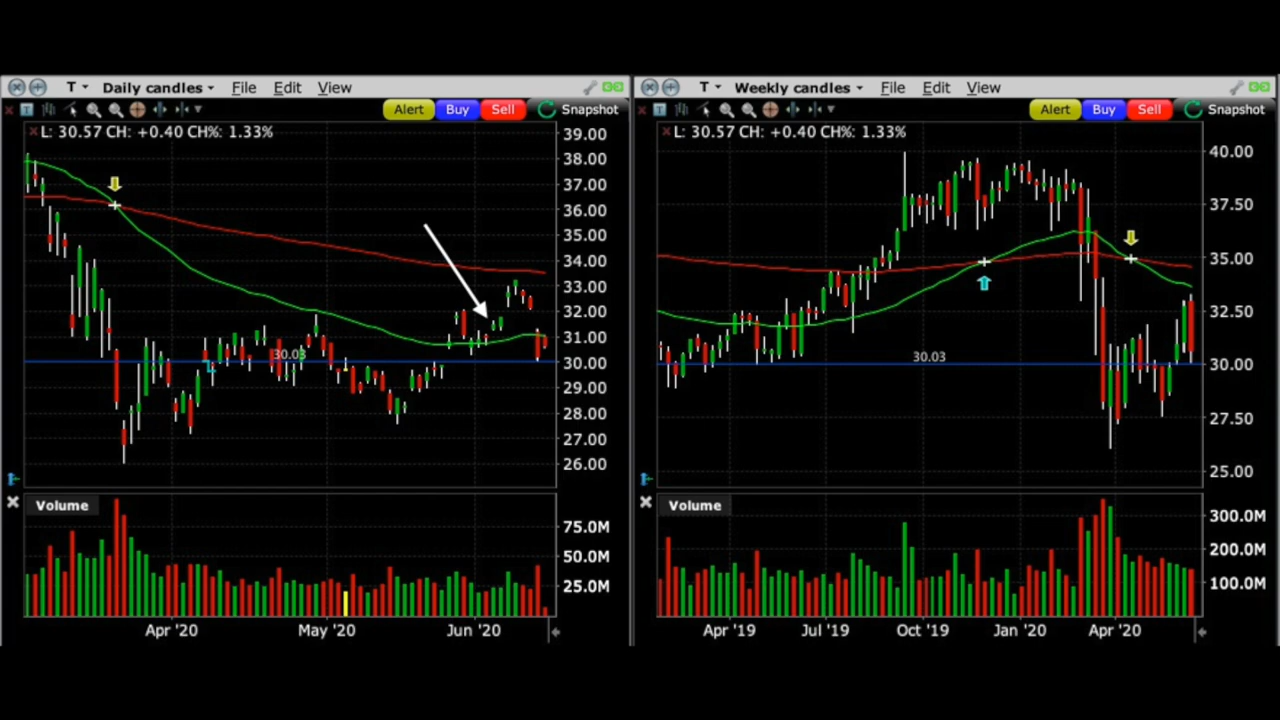 T Daily candles File Edit View
Alert Buy Sell Snapshot
L: 30.57 CH: +0.40 CH%: 1.33%
39.00
38.00
37.00
36.00
35.00
34.00
33.00
32.00
31.00
30.00
29.00
28.00
27.00
26.00
30.03
Volume
75.0M
50.0M
25.0M
Apr '20 May '20 Jun '20
T Weekly candles File Edit View
Alert Buy Sell Snapshot
L: 30.57 CH: +0.40 CH%: 1.33%
40.00
37.50
35.00
32.50
30.00
27.50
25.00
30.03
Volume
300.0M
200.0M
100.0M
Apr '19 Jul '19 Oct '19 Jan '20 Apr '20